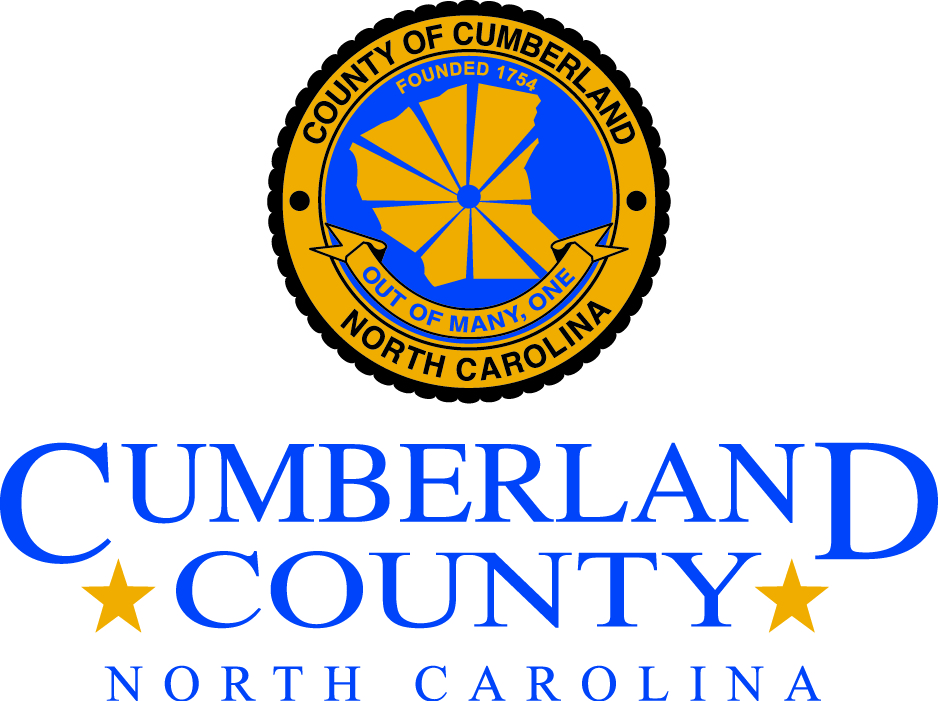 COUNTY OF CUMBERLAND
FOUNDED 1754
OUT OF MANY, ONE
NORTH CAROLINA
CUMBERLAND
COUNTY
NORTH CAROLINA